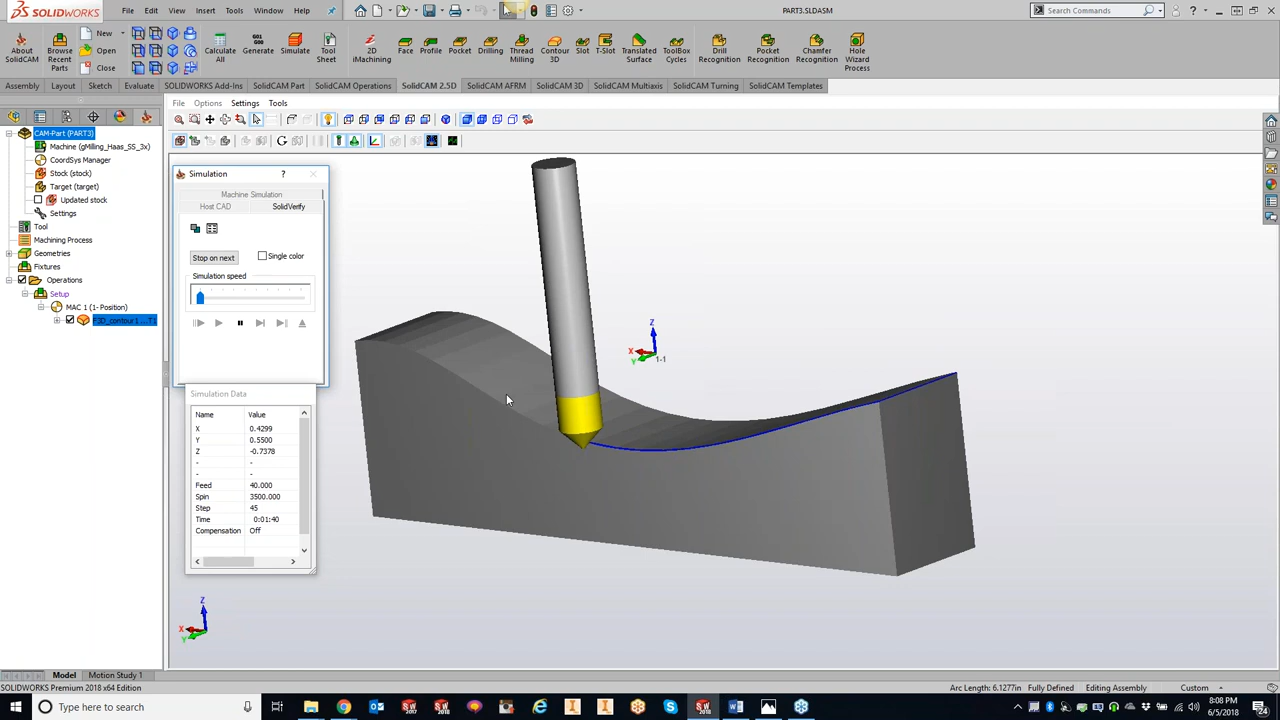 SOLIDWORKS File Edit View Insert Tools Window Help
PART3.SLDASM
Search Commands
About SolidCAM
Browse Recent Parts
New
Open
Close
Calculate All
Generate
G01 G00
Simulate
Tool Sheet
2D iMachining
Face
Profile
Pocket
Drilling
Thread Milling
Contour 3D
Slot
T-Slot
Translated Surface
ToolBox Cycles
Drill Recognition
Pocket Recognition
Chamfer Recognition
Hole Wizard Process
Assembly Layout Sketch Evaluate SOLIDWORKS Add-Ins SolidCAM Part SolidCAM Operations SolidCAM 2.5D SolidCAM AFRM SolidCAM 3D SolidCAM Multiaxis SolidCAM Turning SolidCAM Templates
File Options Settings Tools
CAM-Part (PART3)
Machine (gMilling_Haas_SS_3x)
CoordSys Manager
Stock (stock)
Target (target)
Updated stock
Settings
Tool
Machining Process
Geometries
Fixtures
Operations
Setup
MAC 1 (1- Position)
F3D_contour1...T1
Simulation ?
Machine Simulation
Host CAD SolidVerify
Stop on next
Single color
Simulation speed
Simulation Data
Name Value
X 0.4299
Y 0.5500
Z -0.7378
- -
- -
Feed 40.000
Spin 3500.000
Step 45
Time 0:01:40
Compensation Off
Z
X
Y
1-1
Z
X
Y
Model Motion Study 1
SOLIDWORKS Premium 2018 x64 Edition
Arc Length: 6.1277in Fully Defined Editing Assembly Custom
Type here to search
8:08 PM
6/5/2018